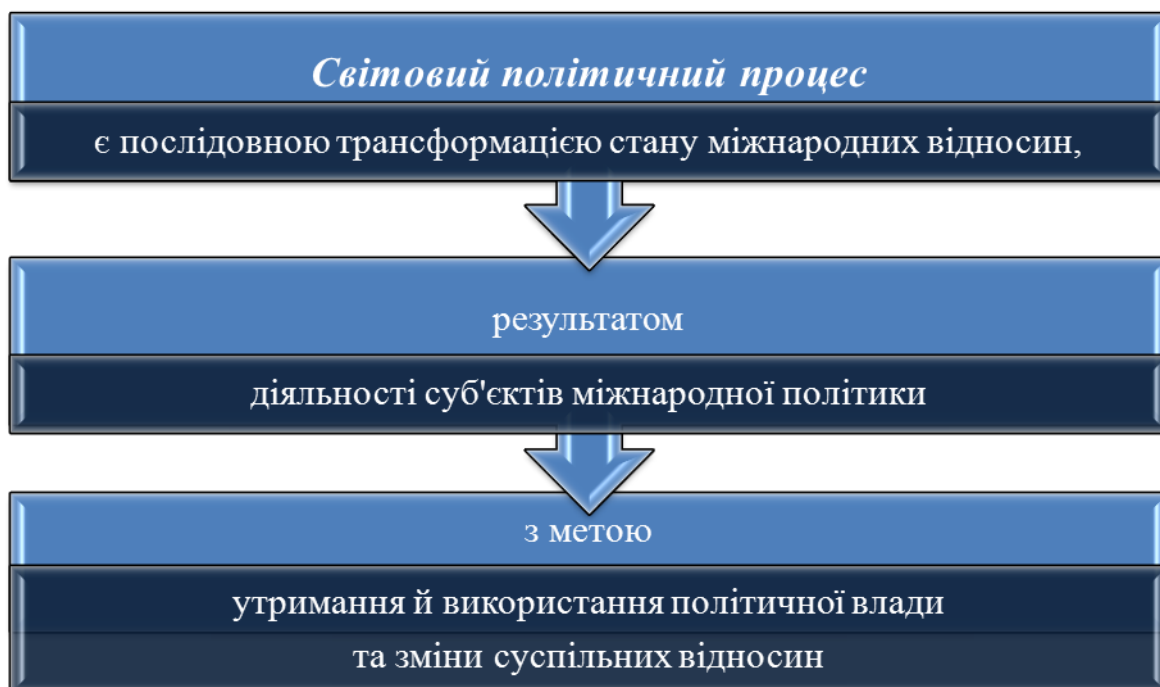 Світовий політичний процес
є послідовною трансформацією стану міжнародних відносин,
результатом
діяльності суб'єктів міжнародної політики
з метою
утримання й використання політичної влади
та зміни суспільних відносин